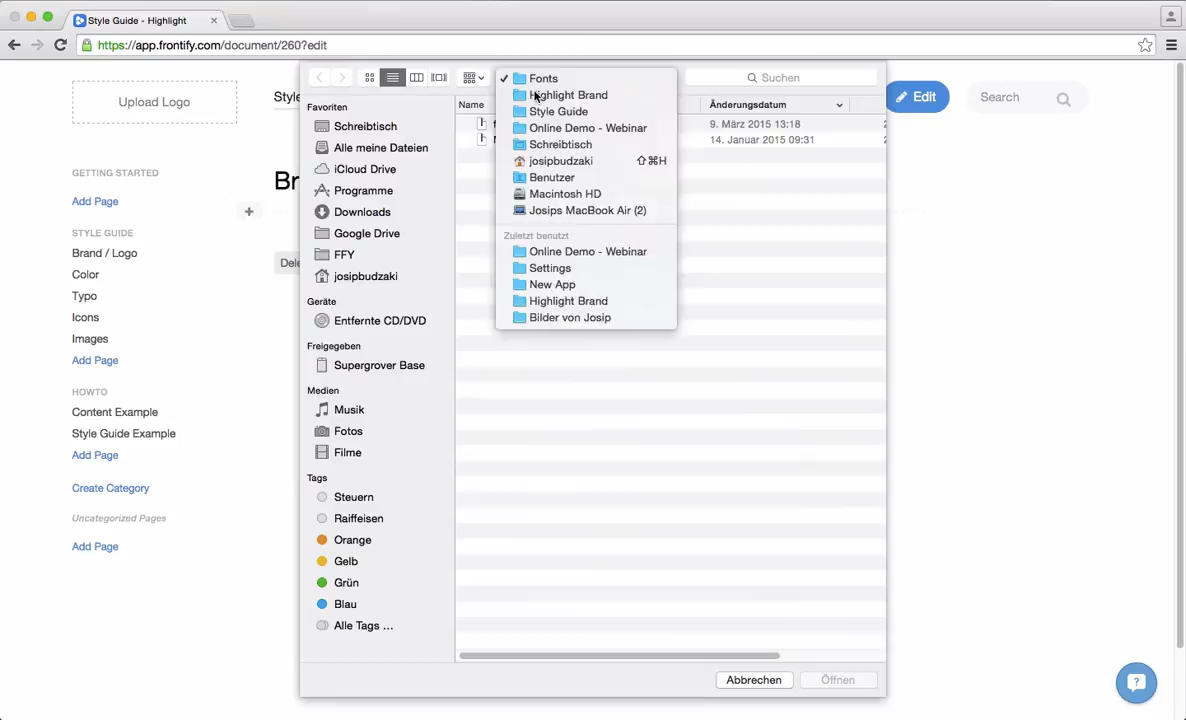 Style Guide - Highlight
https://app.frontify.com/document/260?edit
Upload Logo
Style
Edit
Search
GETTING STARTED
Add Page
STYLE GUIDE
Brand / Logo
Color
Typo
Icons
Images
Add Page
HOWTO
Content Example
Style Guide Example
Add Page
Create Category
Uncategorized Pages
Add Page
Favoriten
Schreibtisch
Alle meine Dateien
iCloud Drive
Programme
Downloads
Google Drive
FFY
josipbudzaki
Geräte
Entfernte CD/DVD
Freigegeben
Supergrover Base
Medien
Musik
Fotos
Filme
Tags
Steuern
Raiffeisen
Orange
Gelb
Grün
Blau
Alle Tags ...
Suchen
Name
Änderungsdatum
9. März 2015 13:18
14. Januar 2015 09:31
✓ Fonts
Highlight Brand
Style Guide
Online Demo - Webinar
Schreibtisch
josipbudzaki ⇧⌘H
Benutzer
Macintosh HD
Josips MacBook Air (2)
Zuletzt benutzt
Online Demo - Webinar
Settings
New App
Highlight Brand
Bilder von Josip
Abbrechen
Öffnen